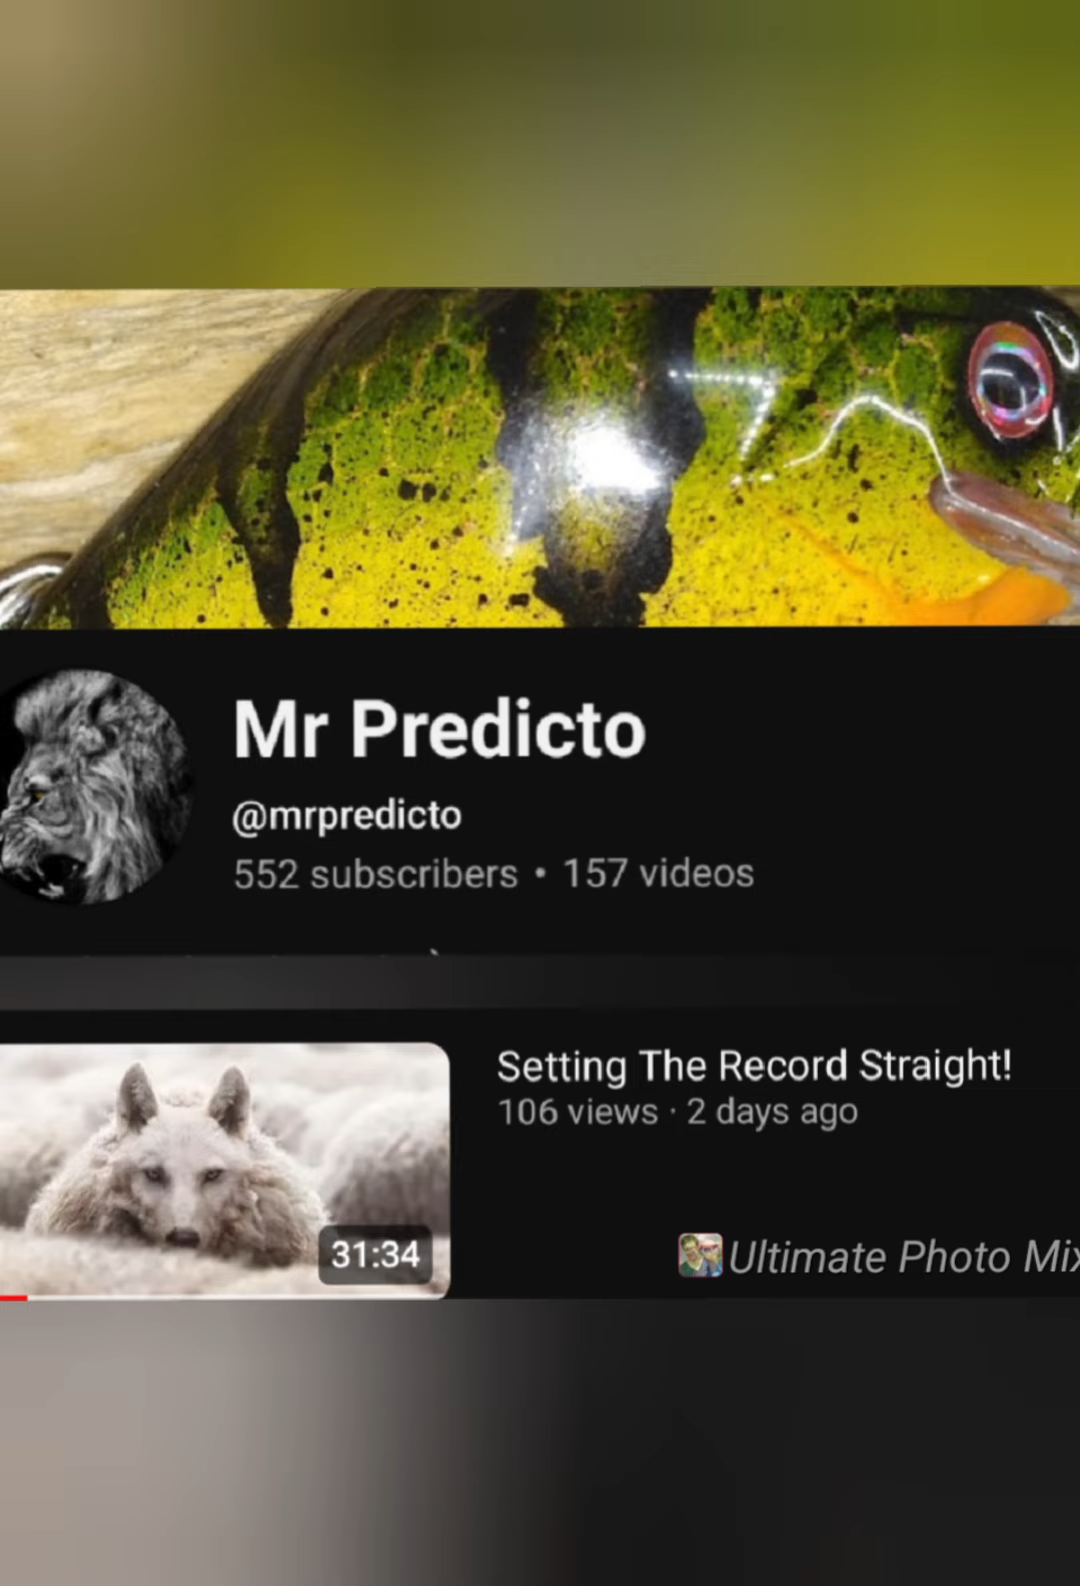 Mr Predicto
@mrpredicto
552 subscribers • 157 videos
Setting The Record Straight!
106 views · 2 days ago
31:34
Ultimate Photo Mix